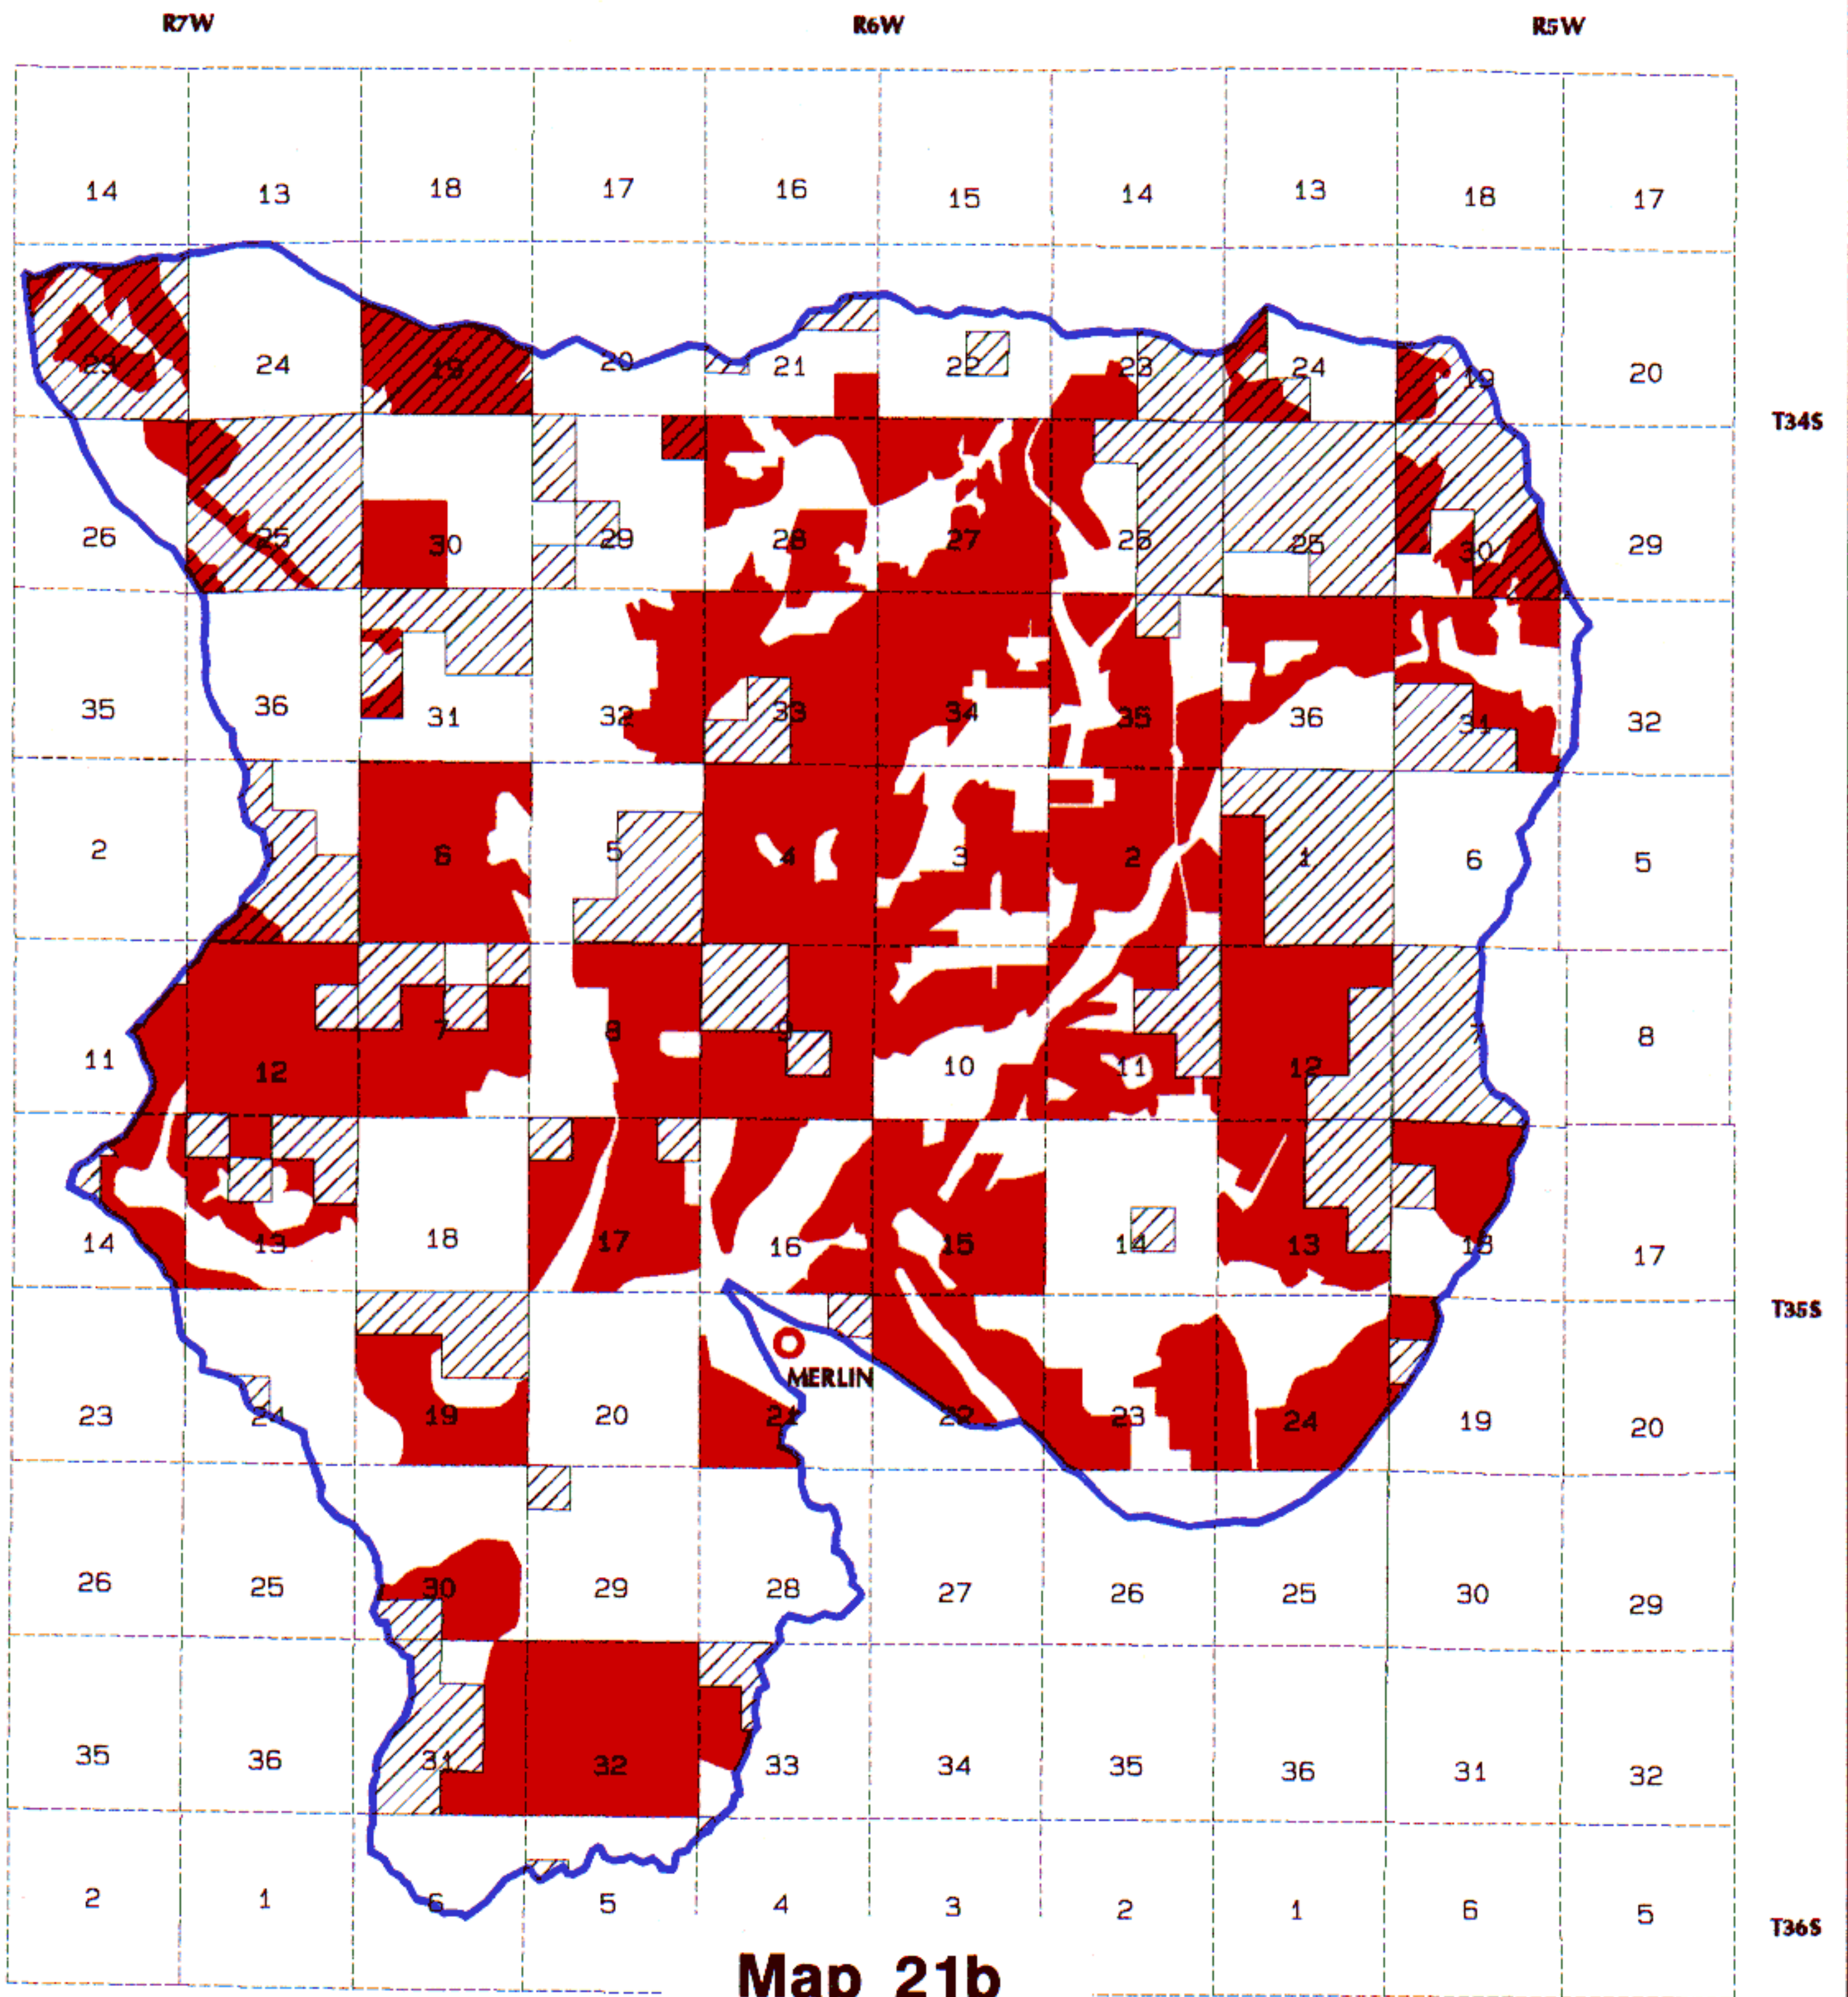 R7W R6W R5W
14 13 18 17 16 15 14 13 18 17
23 24 19 20 21 22 23 24 19 20
T34S
26 25 30 29 28 27 26 25 30 29
35 36 31 32 33 34 35 36 31 32
2 6 5 4 3 2 1 6 5
11 12 7 8 9 10 11 12 7 8
14 13 18 17 16 15 14 13 18 17
T35S
MERLIN
23 24 19 20 21 22 23 24 19 20
26 25 30 29 28 27 26 25 30 29
35 36 31 32 33 34 35 36 31 32
2 1 6 5 4 3 2 1 6 5
T36S
Map 21b